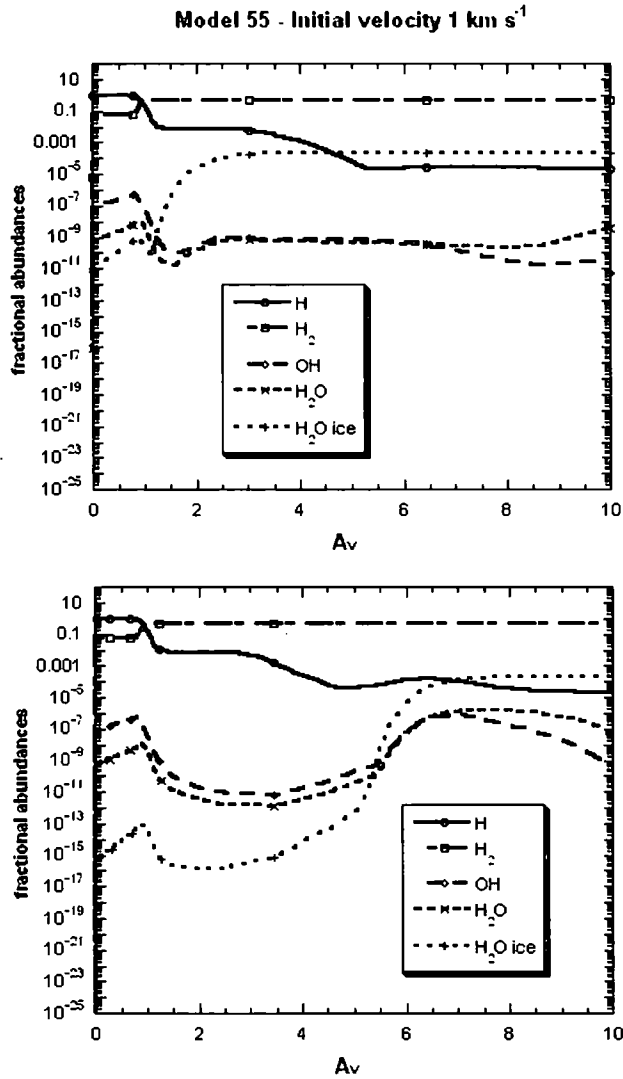 Model 55 - Initial velocity 1 km s⁻¹
fractional abundances
10
0.1
0.001
10⁻⁵
10⁻⁷
10⁻⁹
10⁻¹¹
10⁻¹³
10⁻¹⁵
10⁻¹⁷
10⁻¹⁹
10⁻²¹
10⁻²³
10⁻²⁵
H
H₂
OH
H₂O
H₂O ice
0 2 4 6 8 10
Av
fractional abundances
10
0.1
0.001
10⁻⁵
10⁻⁷
10⁻⁹
10⁻¹¹
10⁻¹³
10⁻¹⁵
10⁻¹⁷
10⁻¹⁹
10⁻²¹
10⁻²³
10⁻²⁵
H
H₂
OH
H₂O
H₂O ice
0 2 4 6 8 10
Av